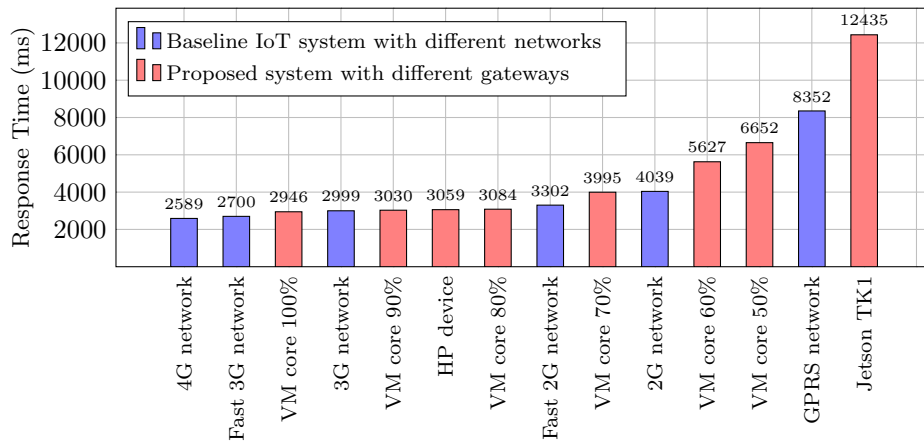 Response Time (ms)
12000
10000
8000
6000
4000
2000
Baseline IoT system with different networks
Proposed system with different gateways
2589
2700
2946
2999
3030
3059
3084
3302
3995
4039
5627
6652
8352
12435
4G network
Fast 3G network
VM core 100%
3G network
VM core 90%
HP device
VM core 80%
Fast 2G network
VM core 70%
2G network
VM core 60%
VM core 50%
GPRS network
Jetson TK1